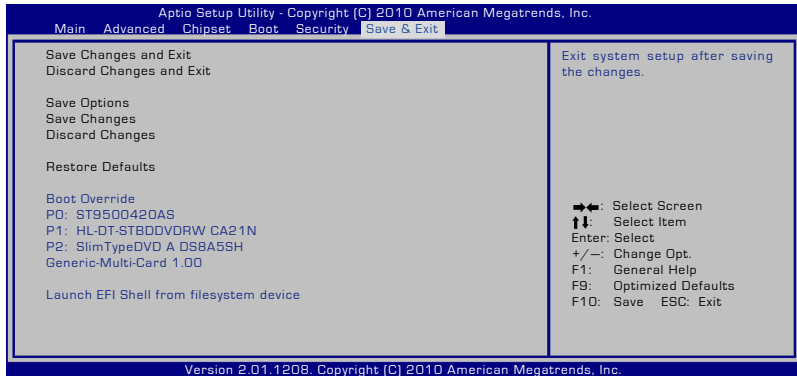 Aptio Setup Utility - Copyright (C) 2010 American Megatrends, Inc.
Main Advanced Chipset Boot Security Save & Exit
Save Changes and Exit
Discard Changes and Exit
Save Options
Save Changes
Discard Changes
Restore Defaults
Boot Override
P0: ST9500420AS
P1: HL-DT-STBDDVDRW CA21N
P2: SlimTypeDVD A DS8A5SH
Generic-Multi-Card 1.00
Launch EFI Shell from filesystem device
Exit system setup after saving
the changes.
→←: Select Screen
↑↓: Select Item
Enter: Select
+/—: Change Opt.
F1: General Help
F9: Optimized Defaults
F10: Save ESC: Exit
Version 2.01.1208. Copyright (C) 2010 American Megatrends, Inc.